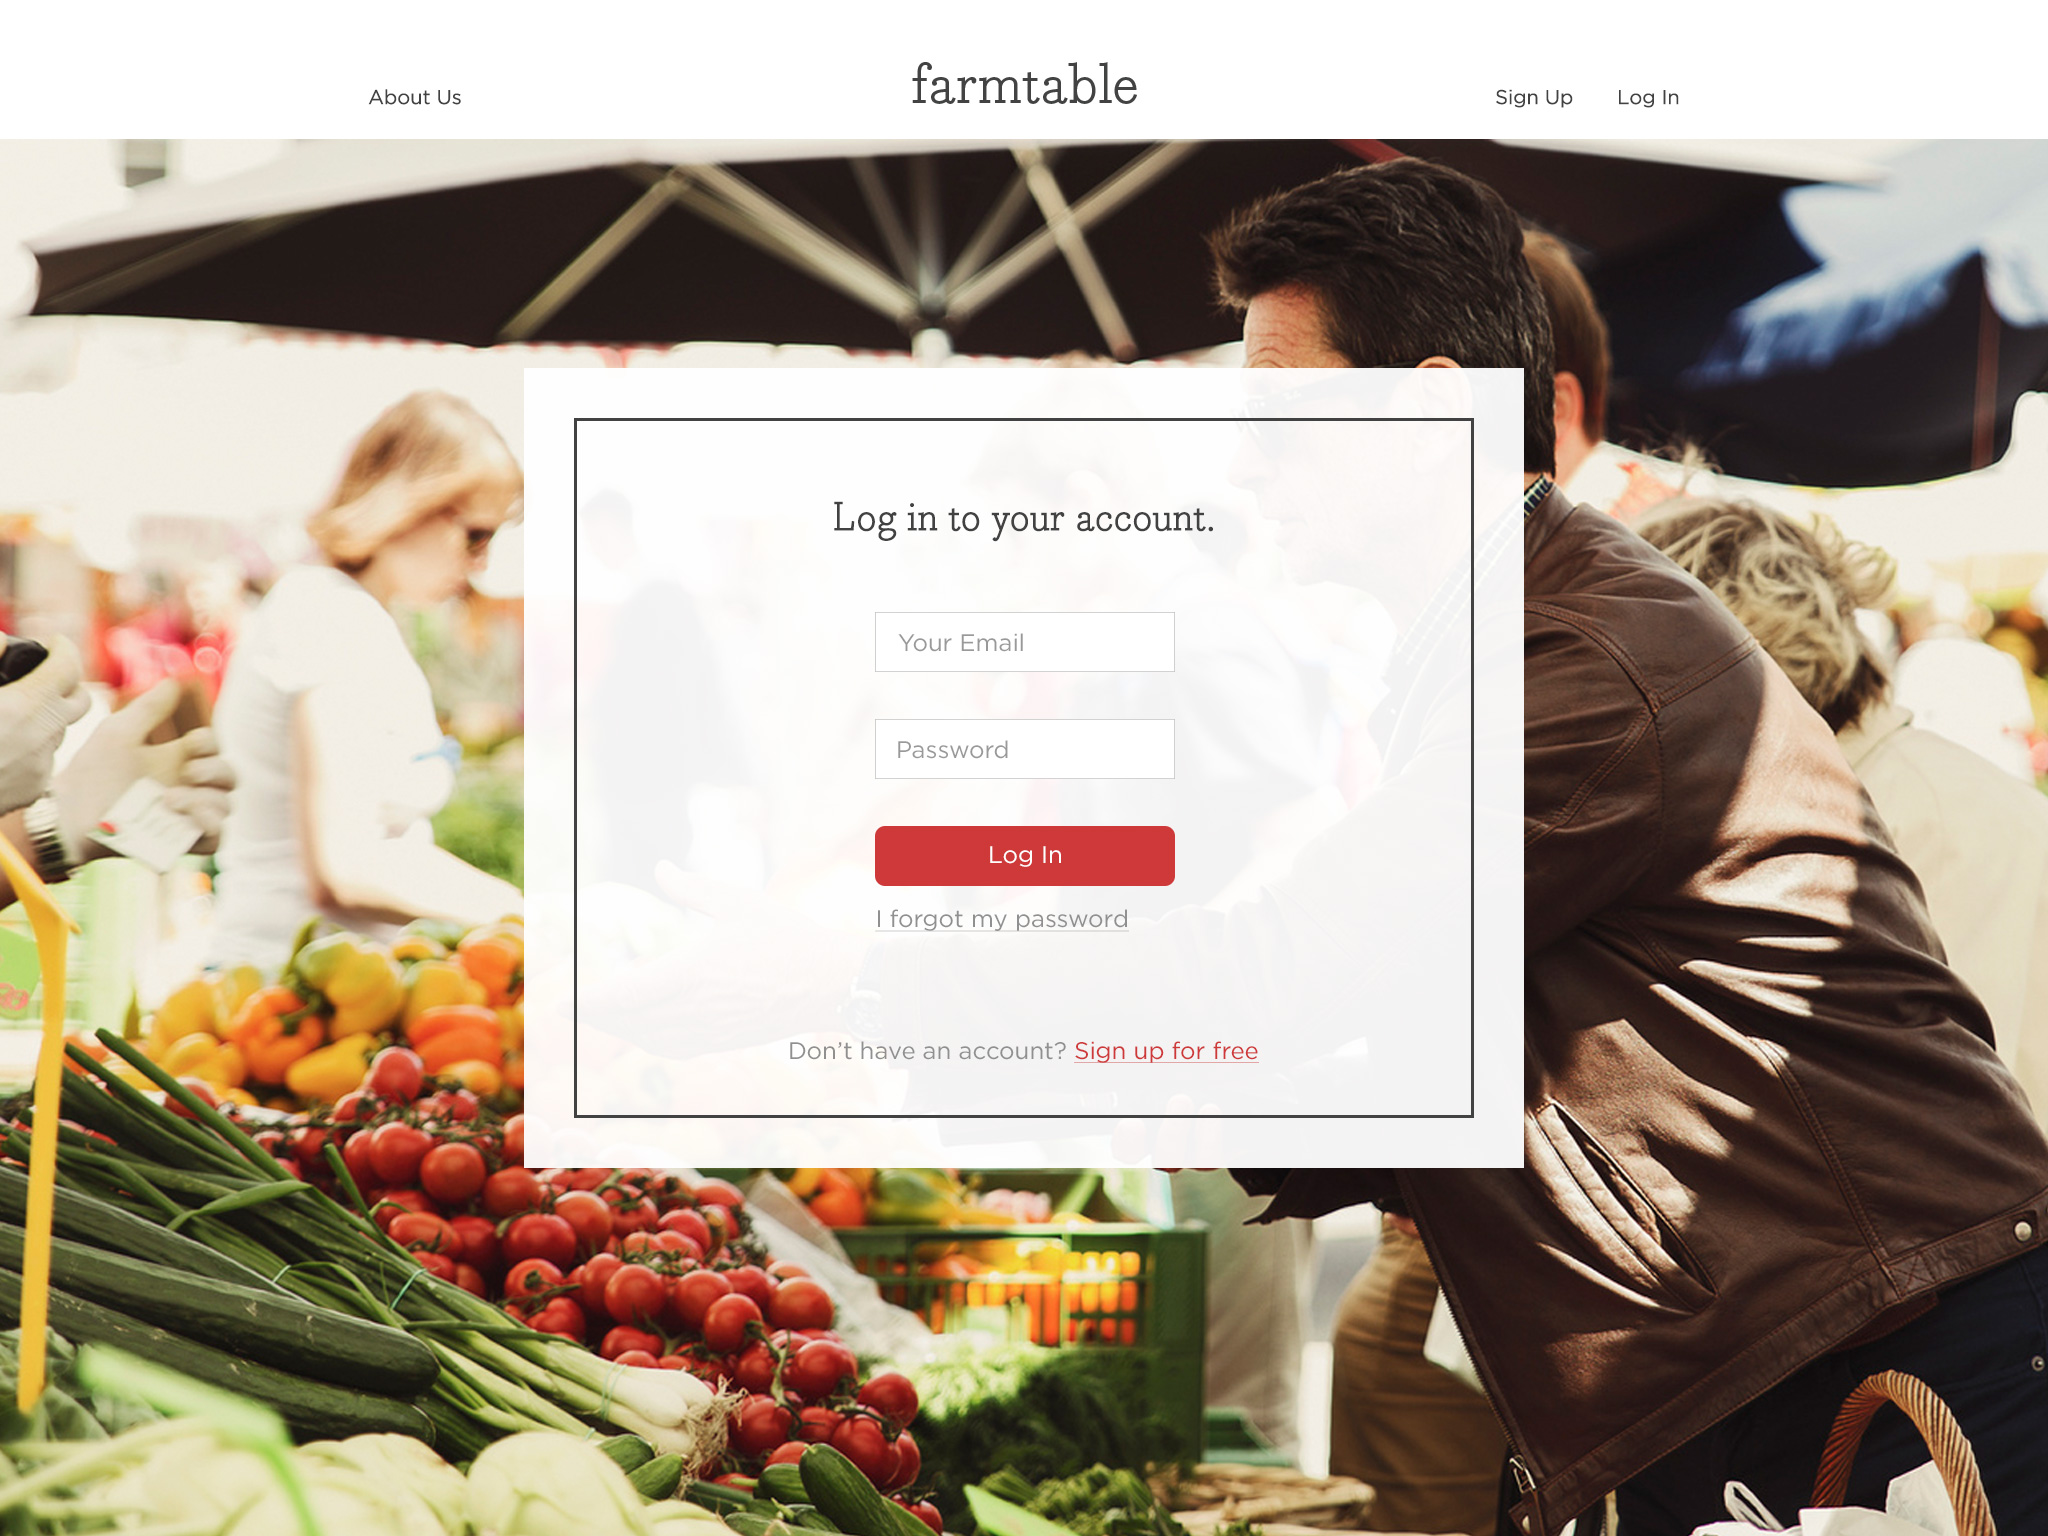 About Us
farmtable
Sign Up
Log In
Log in to your account.
Your Email
Password
Log In
I forgot my password
Don't have an account? Sign up for free